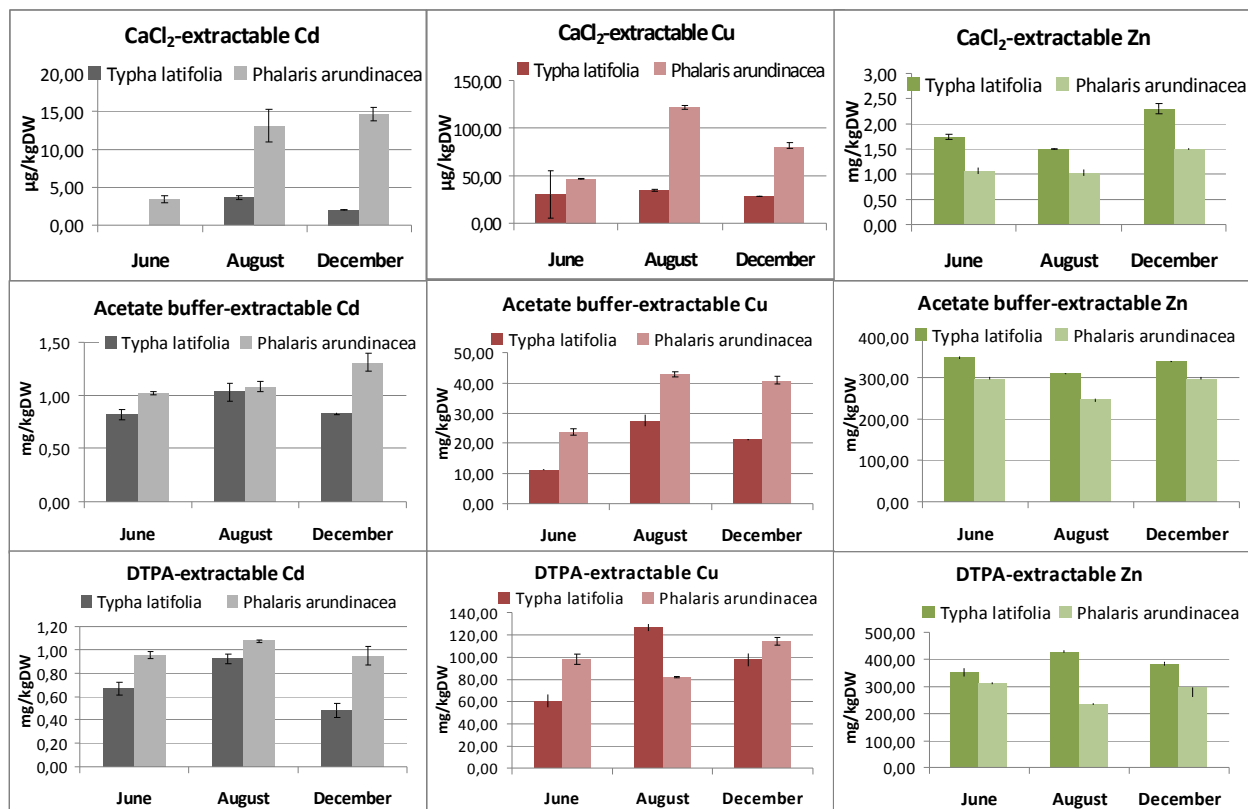 CaCl₂-extractable Cd
Typha latifolia Phalaris arundinacea
20,00
15,00
10,00
5,00
0,00
µg/kgDW
June August December
CaCl₂-extractable Cu
Typha latifolia Phalaris arundinacea
150,00
100,00
50,00
0,00
µg/kgDW
June August December
CaCl₂-extractable Zn
Typha latifolia Phalaris arundinacea
3,00
2,50
2,00
1,50
1,00
0,50
0,00
mg/kgDW
June August December
Acetate buffer-extractable Cd
Typha latifolia Phalaris arundinacea
1,50
1,00
0,50
0,00
mg/kgDW
June August December
Acetate buffer-extractable Cu
Typha latifolia Phalaris arundinacea
50,00
40,00
30,00
20,00
10,00
0,00
mg/kgDW
June August December
Acetate buffer-extractable Zn
Typha latifolia Phalaris arundinacea
400,00
300,00
200,00
100,00
0,00
mg/kgDW
June August December
DTPA-extractable Cd
Typha latifolia Phalaris arundinacea
1,20
1,00
0,80
0,60
0,40
0,20
0,00
mg/kgDW
June August December
DTPA-extractable Cu
Typha latifolia Phalaris arundinacea
140,00
120,00
100,00
80,00
60,00
40,00
20,00
0,00
mg/kgDW
June August December
DTPA-extractable Zn
Typha latifolia Phalaris arundinacea
500,00
400,00
300,00
200,00
100,00
0,00
mg/kgDW
June August December